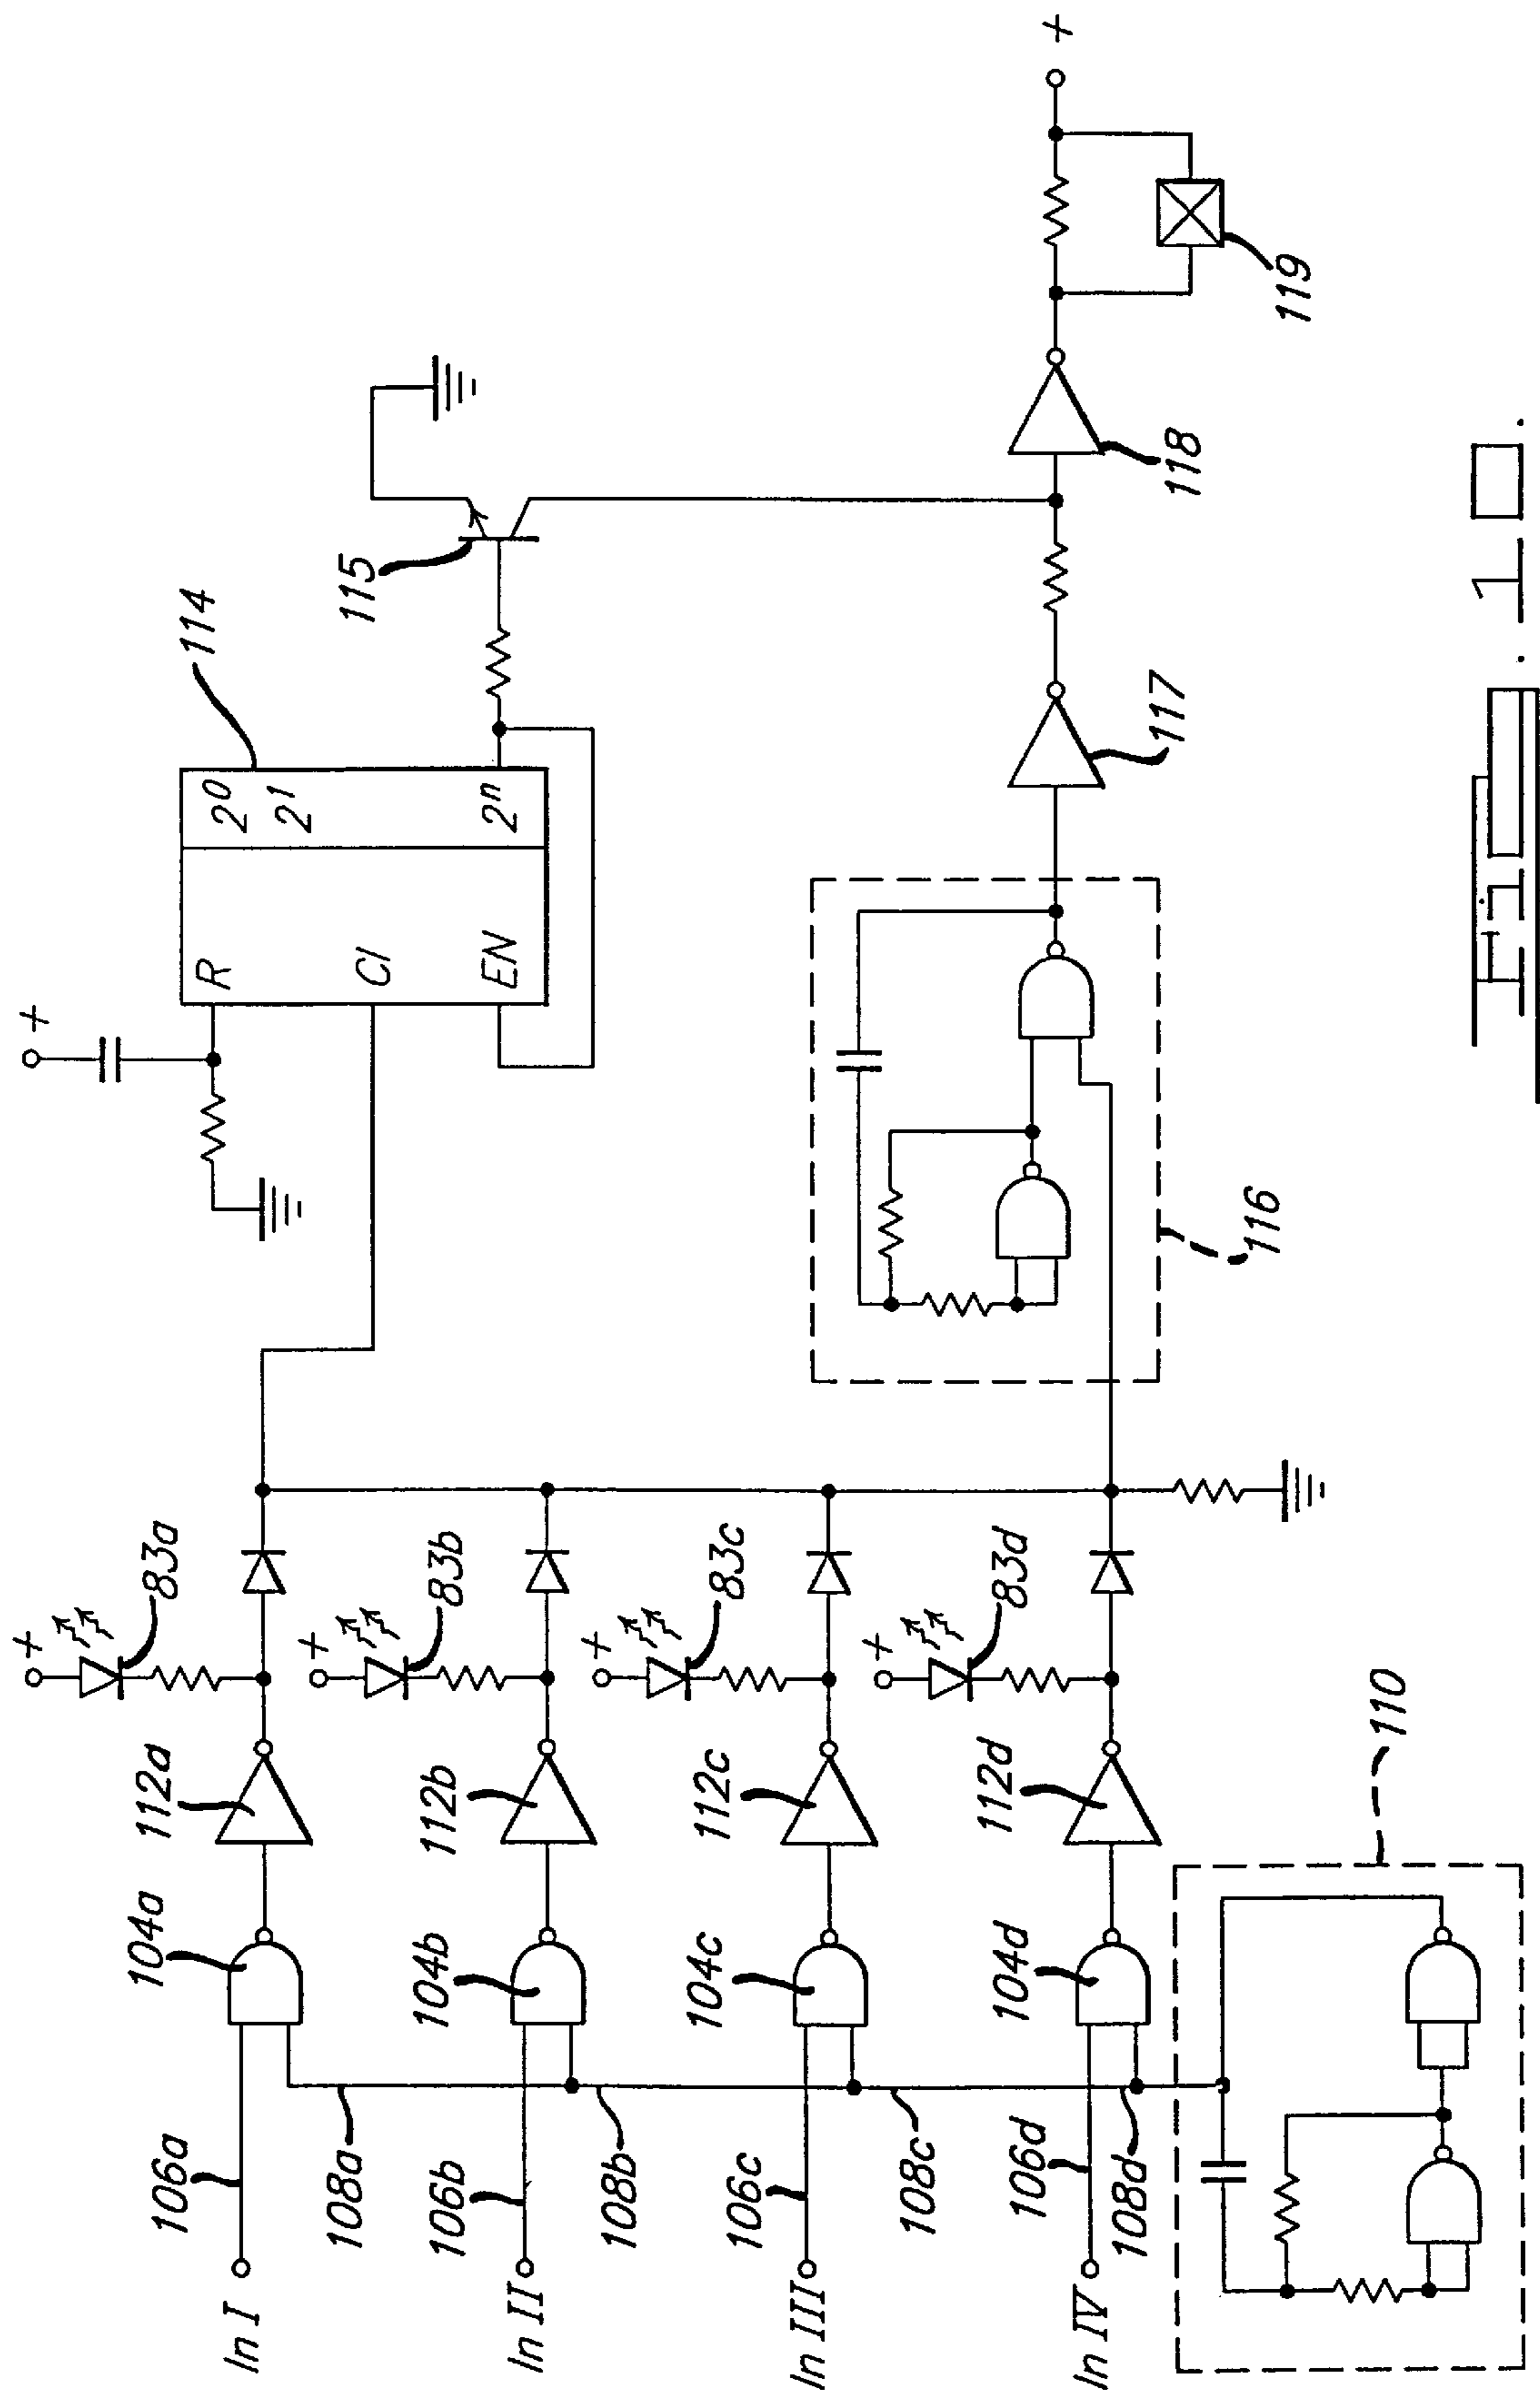 In I
106a
108a
104a
112a
+
83a
In II
106b
108b
104b
112b
+
83b
In III
106c
108c
104c
112c
+
83c
In IV
106d
108d
104d
112d
+
83d
110
+
R
Cl
EN
2⁰
2¹
2ⁿ
114
115
116
117
118
119
+
Fig. 10.